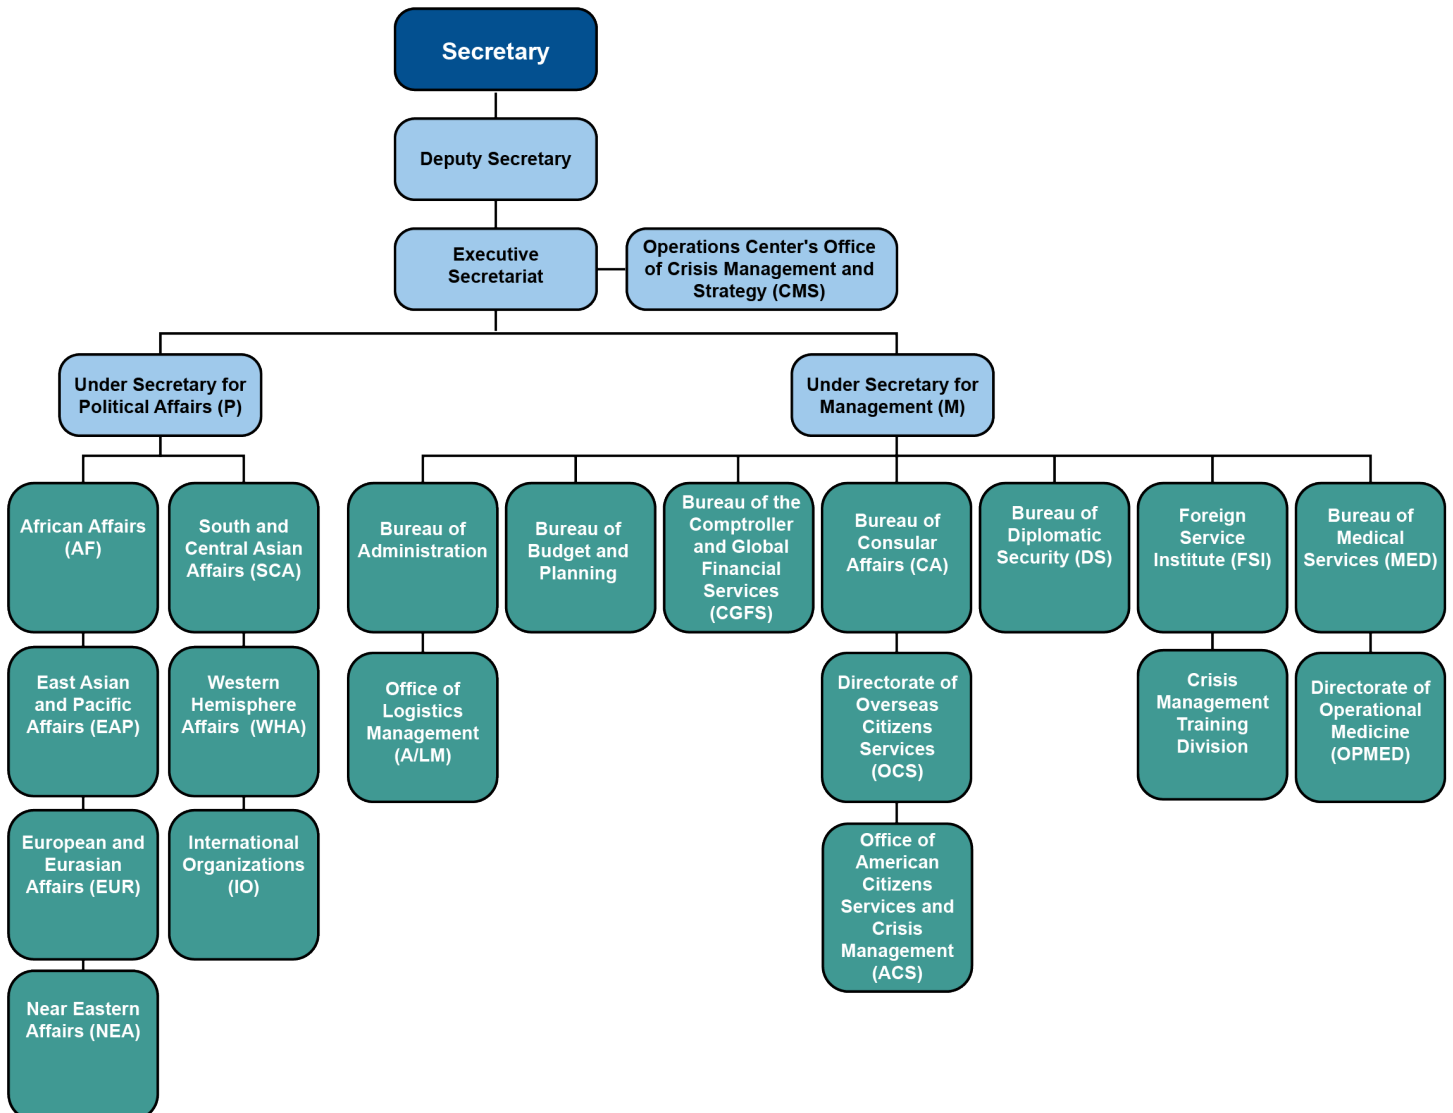 Secretary
Deputy Secretary
Executive
Secretariat
Operations Center's Office
of Crisis Management and
Strategy (CMS)
Under Secretary for
Political Affairs (P)
Under Secretary for
Management (M)
African Affairs
(AF)
South and
Central Asian
Affairs (SCA)
Bureau of
Administration
Bureau of
Budget and
Planning
Bureau of the
Comptroller
and Global
Financial
Services
(CGFS)
Bureau of
Consular
Affairs (CA)
Bureau of
Diplomatic
Security (DS)
Foreign
Service
Institute (FSI)
Bureau of
Medical
Services (MED)
East Asian
and Pacific
Affairs (EAP)
Western
Hemisphere
Affairs (WHA)
Office of
Logistics
Management
(A/LM)
Directorate of
Overseas
Citizens
Services
(OCS)
Crisis
Management
Training
Division
Directorate of
Operational
Medicine
(OPMED)
European and
Eurasian
Affairs (EUR)
International
Organizations
(IO)
Office of
American
Citizens
Services and
Crisis
Management
(ACS)
Near Eastern
Affairs (NEA)